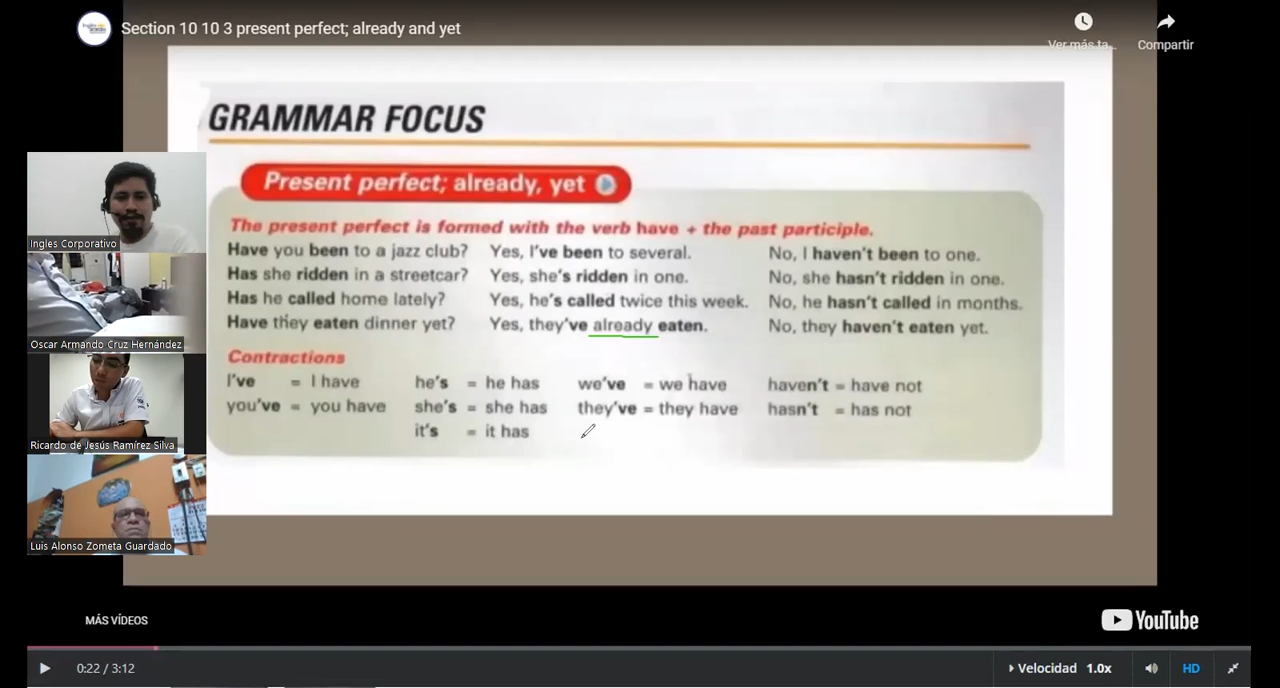 Section 10 10 3 present perfect; already and yet
Ver más ta...
Compartir
GRAMMAR FOCUS
Present perfect; already, yet
The present perfect is formed with the verb have + the past participle.
Have you been to a jazz club? Yes, I've been to several. No, I haven't been to one.
Has she ridden in a streetcar? Yes, she's ridden in one. No, she hasn't ridden in one.
Has he called home lately? Yes, he's called twice this week. No, he hasn't called in months.
Have they eaten dinner yet? Yes, they've already eaten. No, they haven't eaten yet.
Contractions
I've = I have he's = he has we've = we have haven't = have not
you've = you have she's = she has they've = they have hasn't = has not
it's = it has
Ingles Corporativo
Oscar Armando Cruz Hernández
Ricardo de Jesús Ramírez Silva
Luis Alonso Zometa Guardado
MÁS VÍDEOS
YouTube
0:22 / 3:12
Velocidad 1.0x
HD